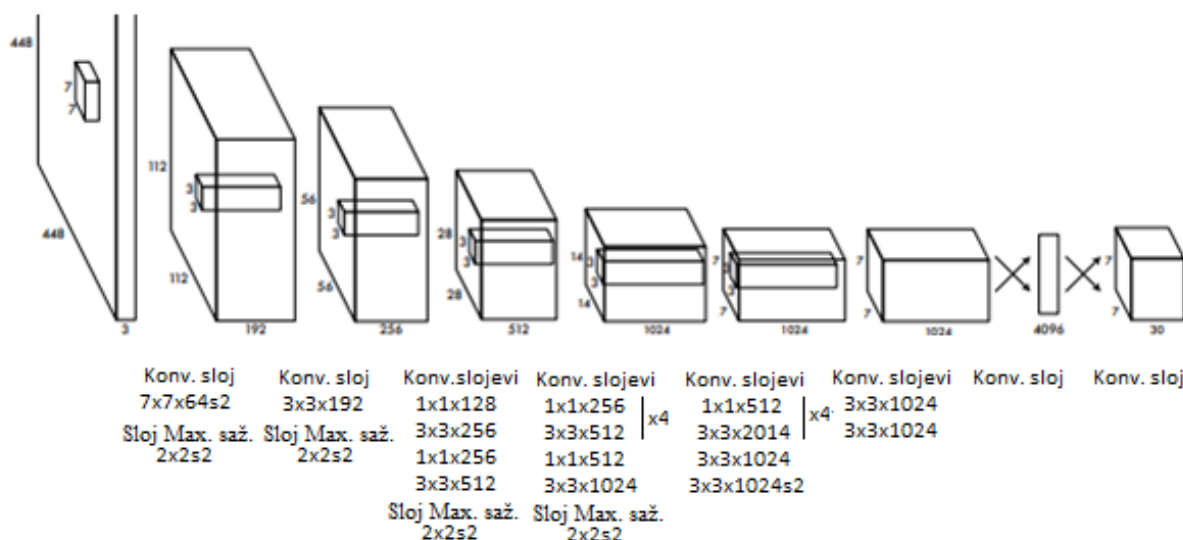 448
7
7
448
3
112
3
3
112
192
56
3
3
56
256
28
3
3
28
512
14
3
3
14
1024
7
3
3
7
1024
7
7
1024
4096
7
7
30
Konv. sloj
7x7x64s2
Sloj Max. saž.
2x2s2
Konv. sloj
3x3x192
Sloj Max. saž.
2x2s2
Konv.slojevi
1x1x128
3x3x256
1x1x256
3x3x512
Sloj Max. saž.
2x2s2
Konv.slojevi
1x1x256
3x3x512
x4
1x1x512
3x3x1024
Sloj Max. saž.
2x2s2
Konv.slojevi
1x1x512
3x3x2014
x4
3x3x1024
3x3x1024s2
Konv. sloj
3x3x1024
3x3x1024
Konv. sloj
Konv. sloj